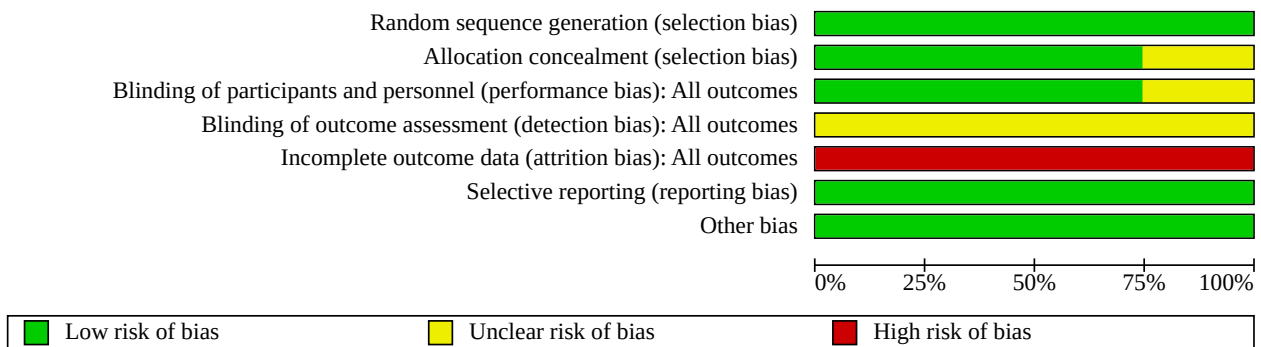 Random sequence generation (selection bias)
Allocation concealment (selection bias)
Blinding of participants and personnel (performance bias): All outcomes
Blinding of outcome assessment (detection bias): All outcomes
Incomplete outcome data (attrition bias): All outcomes
Selective reporting (reporting bias)
Other bias
0% 25% 50% 75% 100%
Low risk of bias Unclear risk of bias High risk of bias